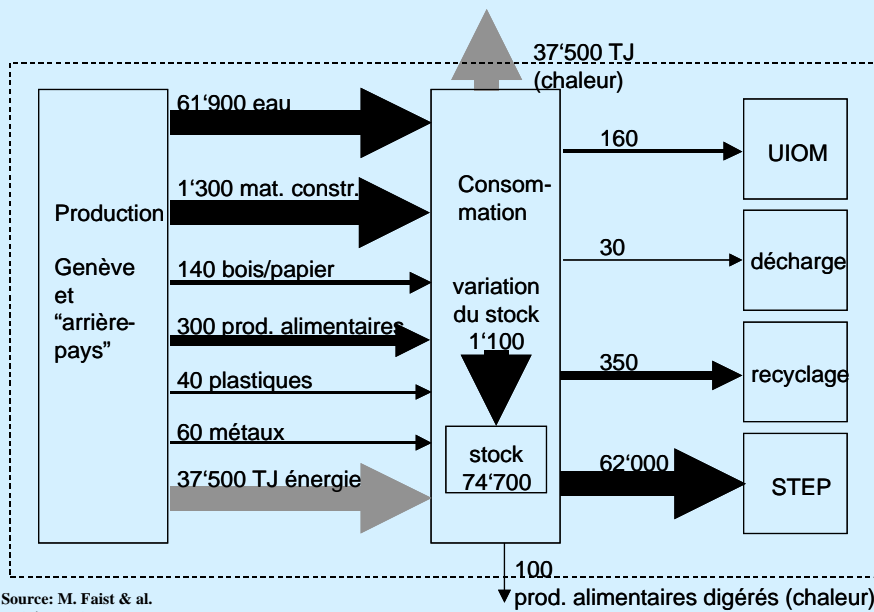 37‘500 TJ
(chaleur)
61‘900 eau
1‘300 mat. constr.
140 bois/papier
300 prod. alimentaires
40 plastiques
60 métaux
37‘500 TJ énergie
Production
Genève
et
“arrière-
pays”
Consom-
mation
variation
du stock
1‘100
stock
74‘700
160
30
350
62‘000
UIOM
décharge
recyclage
STEP
100
prod. alimentaires digérés (chaleur)
Source: M. Faist & al.